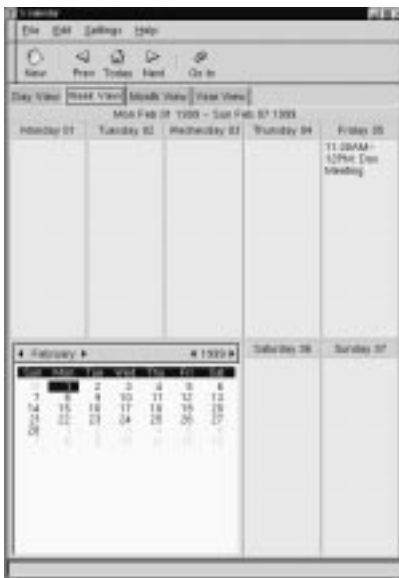 File Edit Settings Help
New Prev Today Next Go to
Day View Week View Month View Year View
Mon Feb 01 1999 - Sun Feb 07 1999
Monday 01 Tuesday 02 Wednesday 03 Thursday 04 Friday 05
11:00AM-
12PM: Dan
Meeting
Saturday 06 Sunday 07
February 1999
Sun Mon Tue Wed Thu Fri Sat
1 2 3 4 5 6
7 8 9 10 11 12 13
14 15 16 17 18 19 20
21 22 23 24 25 26 27
28